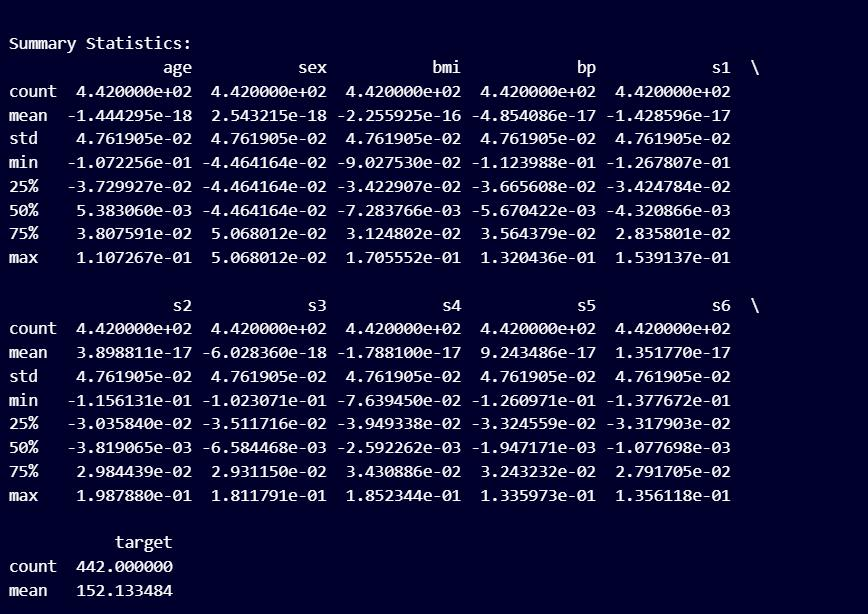 Summary Statistics:
age sex bmi bp s1 \
count 4.420000e+02 4.420000e+02 4.420000e+02 4.420000e+02 4.420000e+02
mean -1.444295e-18 2.543215e-18 -2.255925e-16 -4.854086e-17 -1.428596e-17
std 4.761905e-02 4.761905e-02 4.761905e-02 4.761905e-02 4.761905e-02
min -1.072256e-01 -4.464164e-02 -9.027530e-02 -1.123988e-01 -1.267807e-01
25% -3.729927e-02 -4.464164e-02 -3.422907e-02 -3.665608e-02 -3.424784e-02
50% 5.383060e-03 -4.464164e-02 -7.283766e-03 -5.670422e-03 -4.320866e-03
75% 3.807591e-02 5.068012e-02 3.124802e-02 3.564379e-02 2.835801e-02
max 1.107267e-01 5.068012e-02 1.705552e-01 1.320436e-01 1.539137e-01
s2 s3 s4 s5 s6 \
count 4.420000e+02 4.420000e+02 4.420000e+02 4.420000e+02 4.420000e+02
mean 3.898811e-17 -6.028360e-18 -1.788100e-17 9.243486e-17 1.351770e-17
std 4.761905e-02 4.761905e-02 4.761905e-02 4.761905e-02 4.761905e-02
min -1.156131e-01 -1.023071e-01 -7.639450e-02 -1.260971e-01 -1.377672e-01
25% -3.035840e-02 -3.511716e-02 -3.949338e-02 -3.324559e-02 -3.317903e-02
50% -3.819065e-03 -6.584468e-03 -2.592262e-03 -1.947171e-03 -1.077698e-03
75% 2.984439e-02 2.931150e-02 3.430886e-02 3.243232e-02 2.791705e-02
max 1.987880e-01 1.811791e-01 1.852344e-01 1.335973e-01 1.356118e-01
target
count 442.000000
mean 152.133484